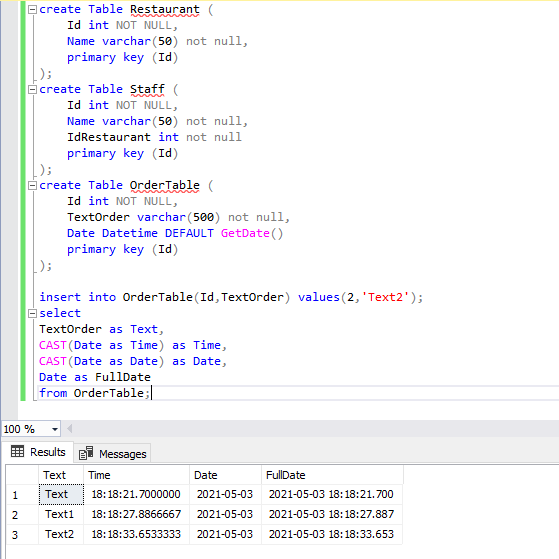 create Table Restaurant (
Id int NOT NULL,
Name varchar(50) not null,
primary key (Id)
);
create Table Staff (
Id int NOT NULL,
Name varchar(50) not null,
IdRestaurant int not null
primary key (Id)
);
create Table OrderTable (
Id int NOT NULL,
TextOrder varchar(500) not null,
Date Datetime DEFAULT GetDate()
primary key (Id)
);
insert into OrderTable(Id,TextOrder) values(2,'Text2');
select
TextOrder as Text,
CAST(Date as Time) as Time,
CAST(Date as Date) as Date,
Date as FullDate
from OrderTable;
100 %
Results Messages
Text Time Date FullDate
1 Text 18:18:21.7000000 2021-05-03 2021-05-03 18:18:21.700
2 Text1 18:18:27.8866667 2021-05-03 2021-05-03 18:18:27.887
3 Text2 18:18:33.6533333 2021-05-03 2021-05-03 18:18:33.653